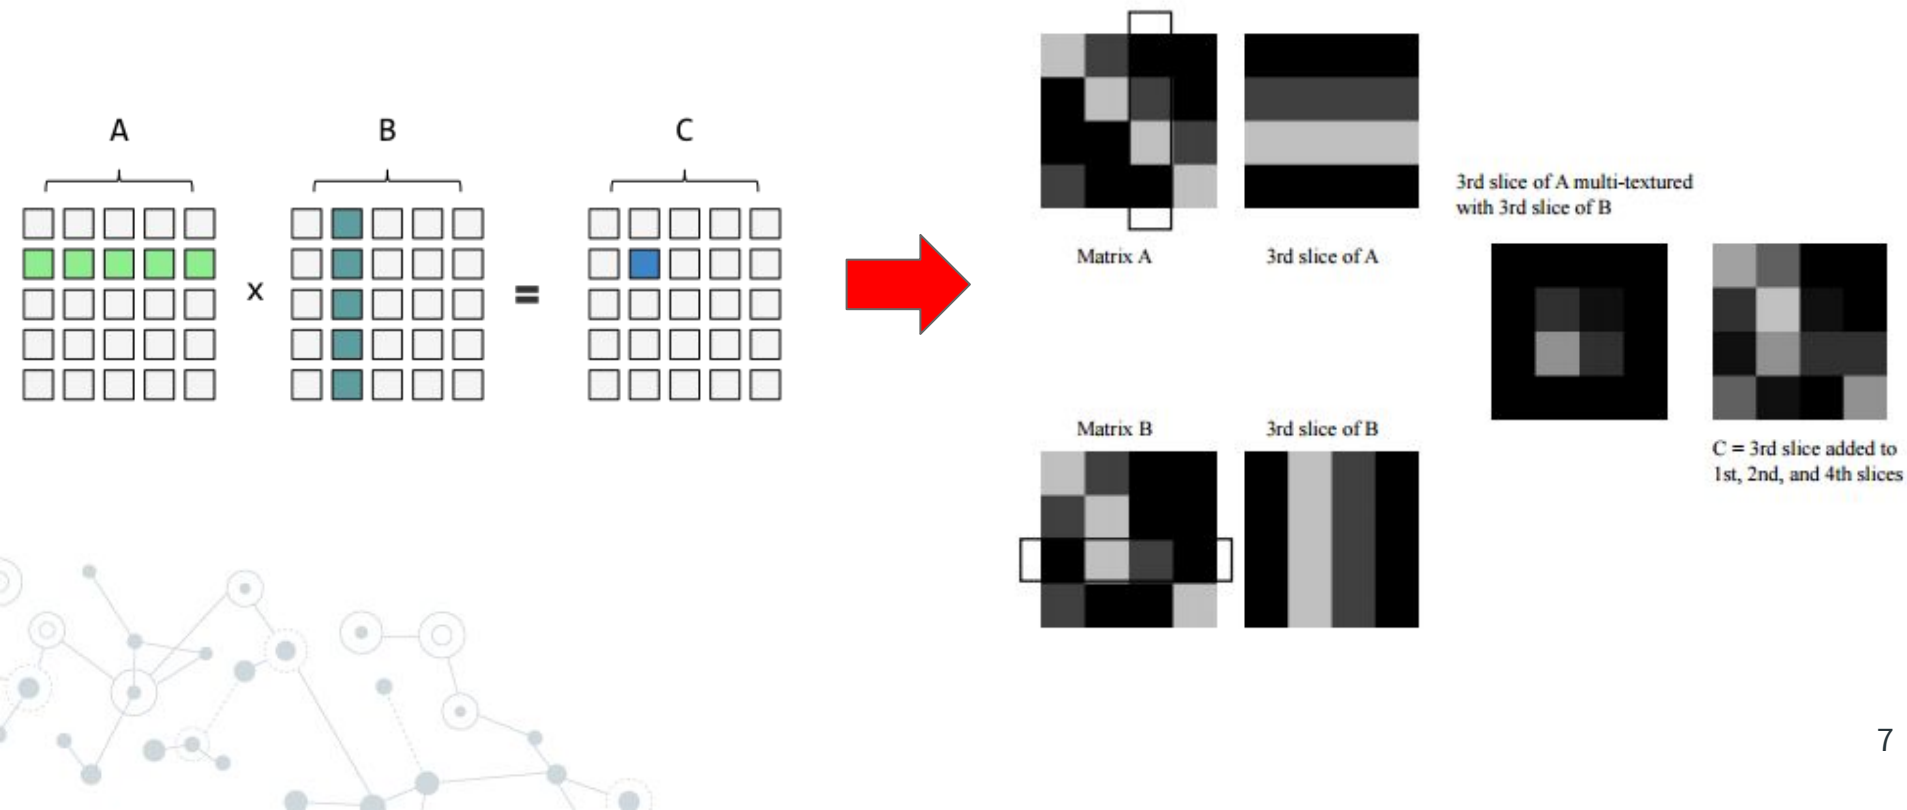 A
B
C
x
=
Matrix A
3rd slice of A
3rd slice of A multi-textured
with 3rd slice of B
Matrix B
3rd slice of B
C = 3rd slice added to
1st, 2nd, and 4th slices
7